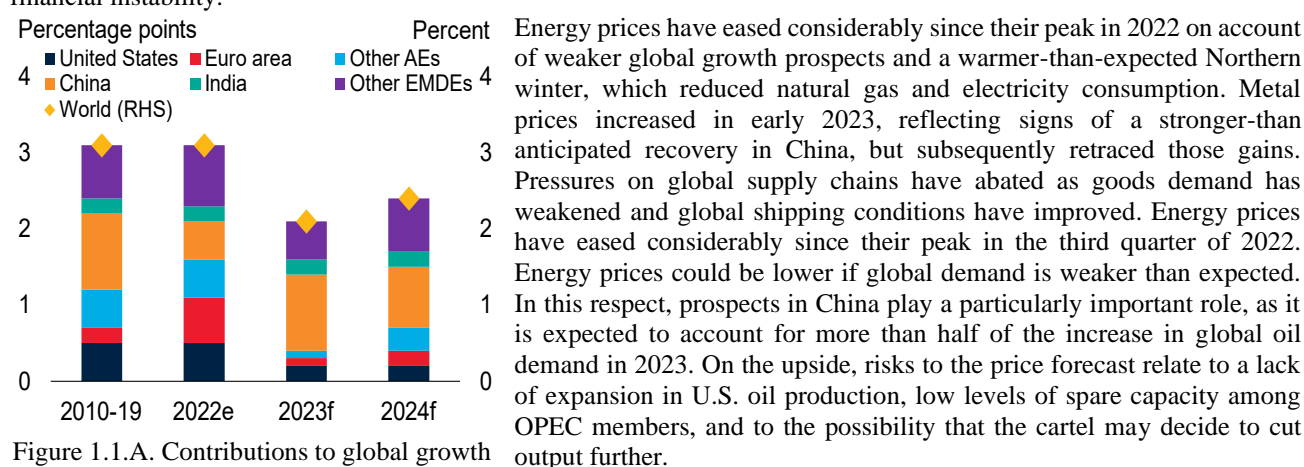 financial instability.
Percentage points Percent
United States Euro area Other AEs
China India Other EMDEs
World (RHS)
4 4
3 3
2 2
1 1
0 0
2010-19 2022e 2023f 2024f
Figure 1.1.A. Contributions to global growth
Energy prices have eased considerably since their peak in 2022 on account
of weaker global growth prospects and a warmer-than-expected Northern
winter, which reduced natural gas and electricity consumption. Metal
prices increased in early 2023, reflecting signs of a stronger-than
anticipated recovery in China, but subsequently retraced those gains.
Pressures on global supply chains have abated as goods demand has
weakened and global shipping conditions have improved. Energy prices
have eased considerably since their peak in the third quarter of 2022.
Energy prices could be lower if global demand is weaker than expected.
In this respect, prospects in China play a particularly important role, as it
is expected to account for more than half of the increase in global oil
demand in 2023. On the upside, risks to the price forecast relate to a lack
of expansion in U.S. oil production, low levels of spare capacity among
OPEC members, and to the possibility that the cartel may decide to cut
output further.